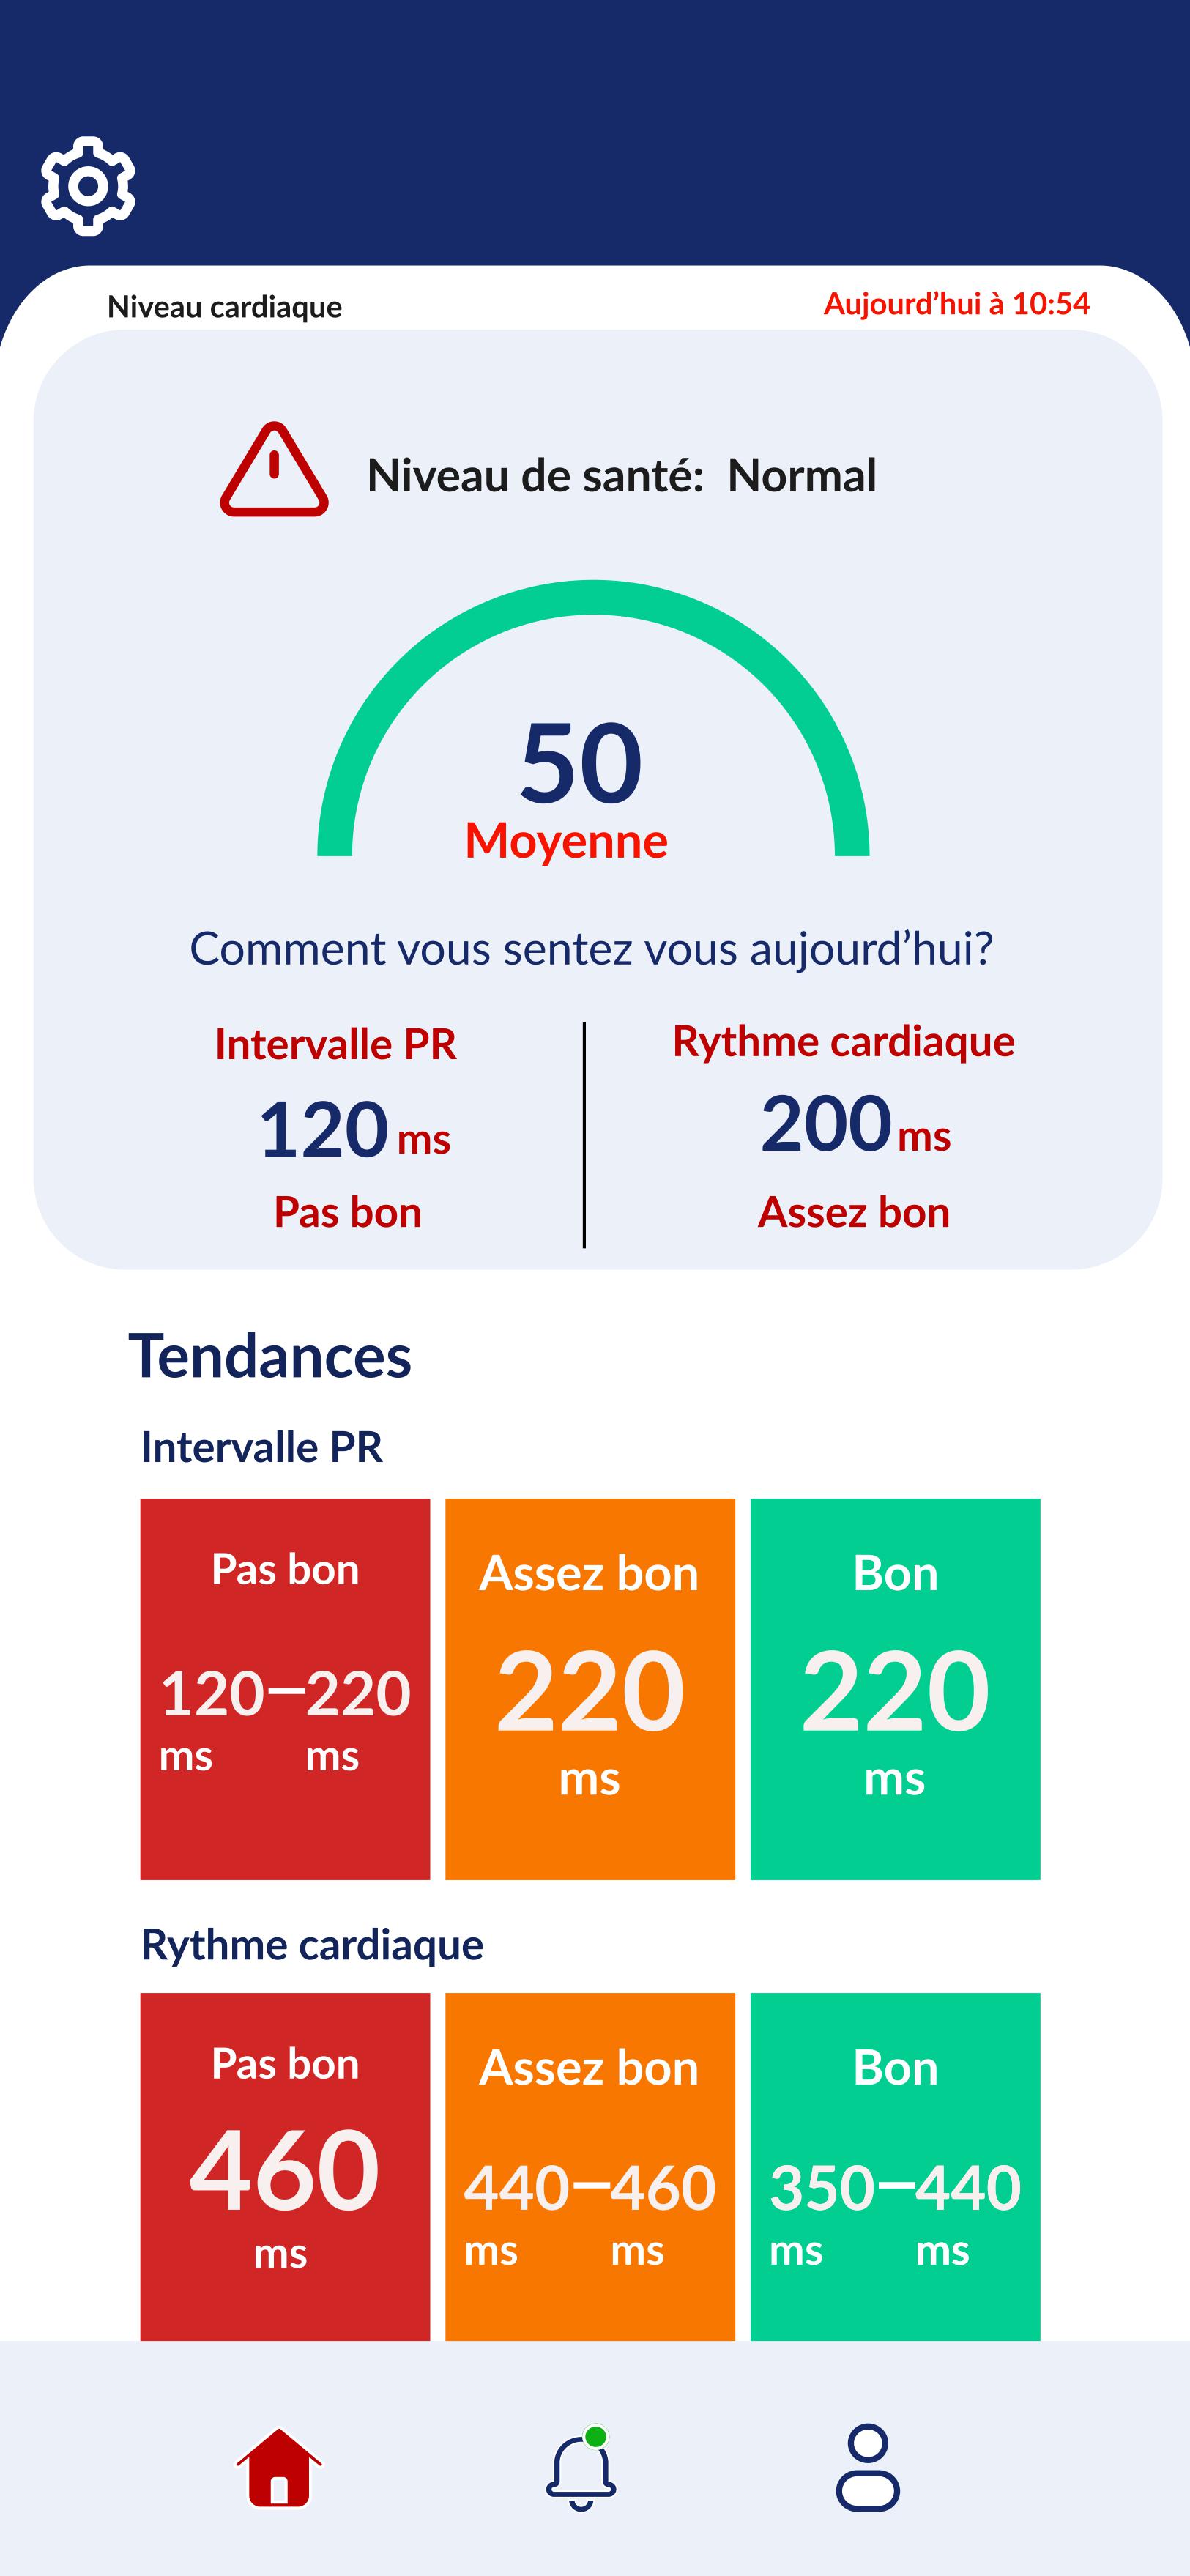 Niveau cardiaque
Aujourd’hui à 10:54
Niveau de santé: Normal
50
Moyenne
Comment vous sentez vous aujourd’hui?
Intervalle PR
120 ms
Pas bon
Rythme cardiaque
200 ms
Assez bon
Tendances
Intervalle PR
Pas bon
120–220
ms ms
Assez bon
220
ms
Bon
220
ms
Rythme cardiaque
Pas bon
460
ms
Assez bon
440–460
ms ms
Bon
350–440
ms ms